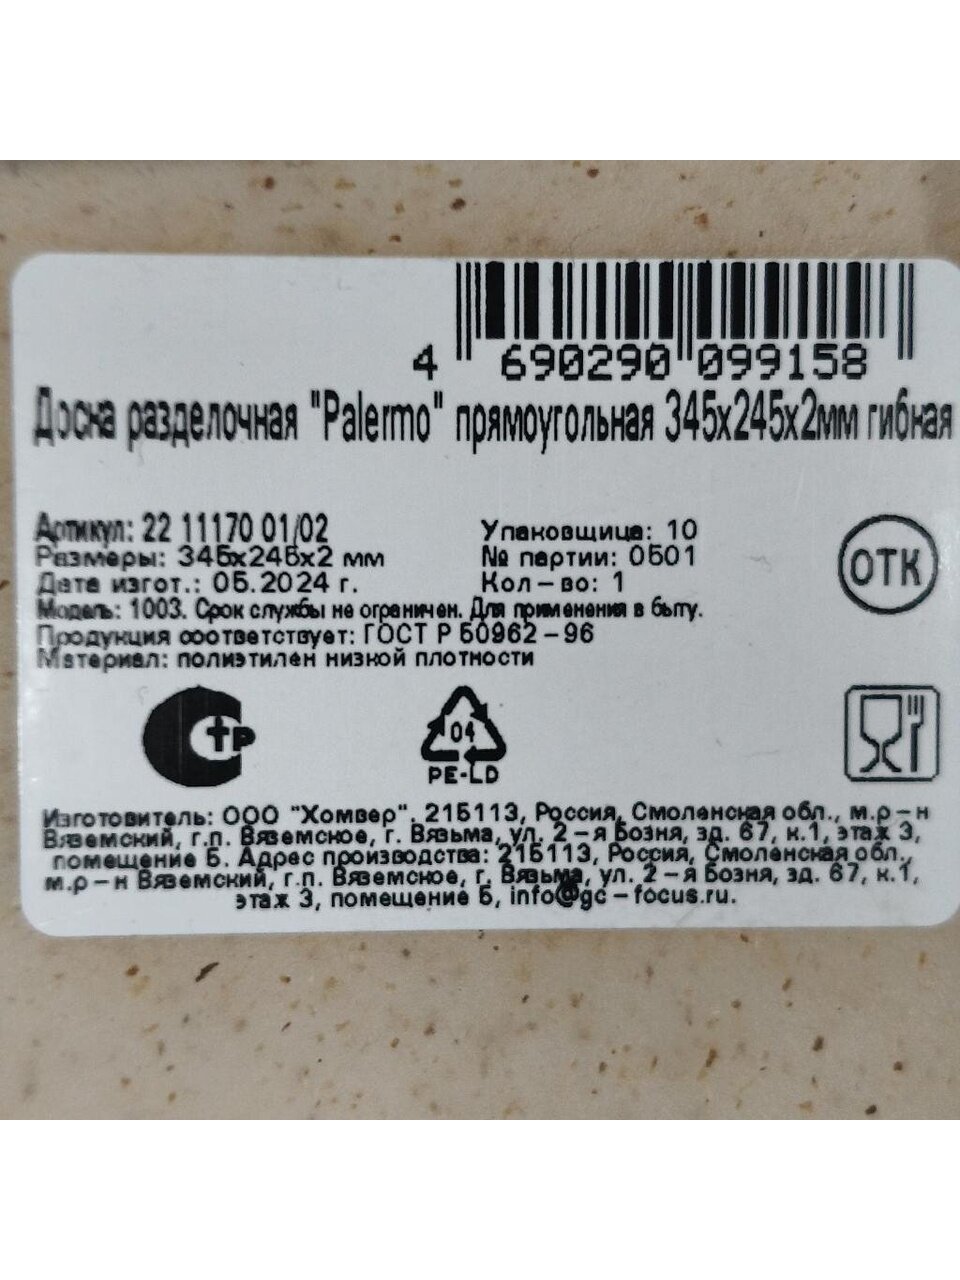 4 690290 099158
Доска разделочная "Palermo" прямоугольная 345х245х2мм гибкая
Артикул: 22 11170 01/02
Размеры: 345х245х2 мм
Дата изгот.: 05.2024 г.
Упаковщица: 10
№ партии: 0501
Кол-во: 1
Модель: 1003. Срок службы не ограничен. Для применения в быту.
Продукция соответствует: ГОСТ Р 50962-96
Материал: полиэтилен низкой плотности
ОТК
СТР
04
PE-LD
Изготовитель: ООО "Хомвер". 215113, Россия, Смоленская обл., м.р-н
Вяземский, г.п. Вяземское, г. Вязьма, ул. 2-я Бозня, зд. 67, к.1, этаж 3,
помещение Б. Адрес производства: 215113, Россия, Смоленская обл.,
м.р-н Вяземский, г.п. Вяземское, г. Вязьма, ул. 2-я Бозня, зд. 67, к.1,
этаж 3, помещение Б, info@gc-focus.ru.